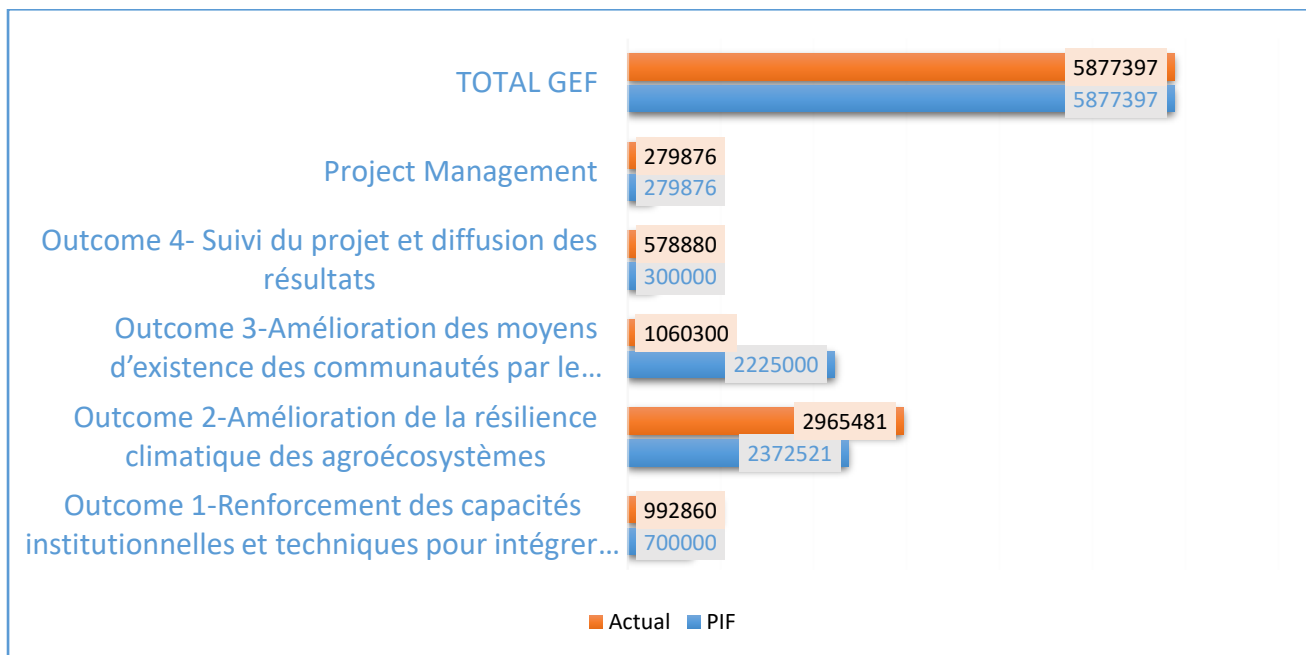 TOTAL GEF
5877397
5877397
Project Management
279876
279876
Outcome 4- Suivi du projet et diffusion des
résultats
578880
300000
Outcome 3-Amélioration des moyens
d’existence des communautés par le...
1060300
2225000
Outcome 2-Amélioration de la résilience
climatique des agroécosystèmes
2965481
2372521
Outcome 1-Renforcement des capacités
institutionnelles et techniques pour intégrer...
992860
700000
Actual PIF